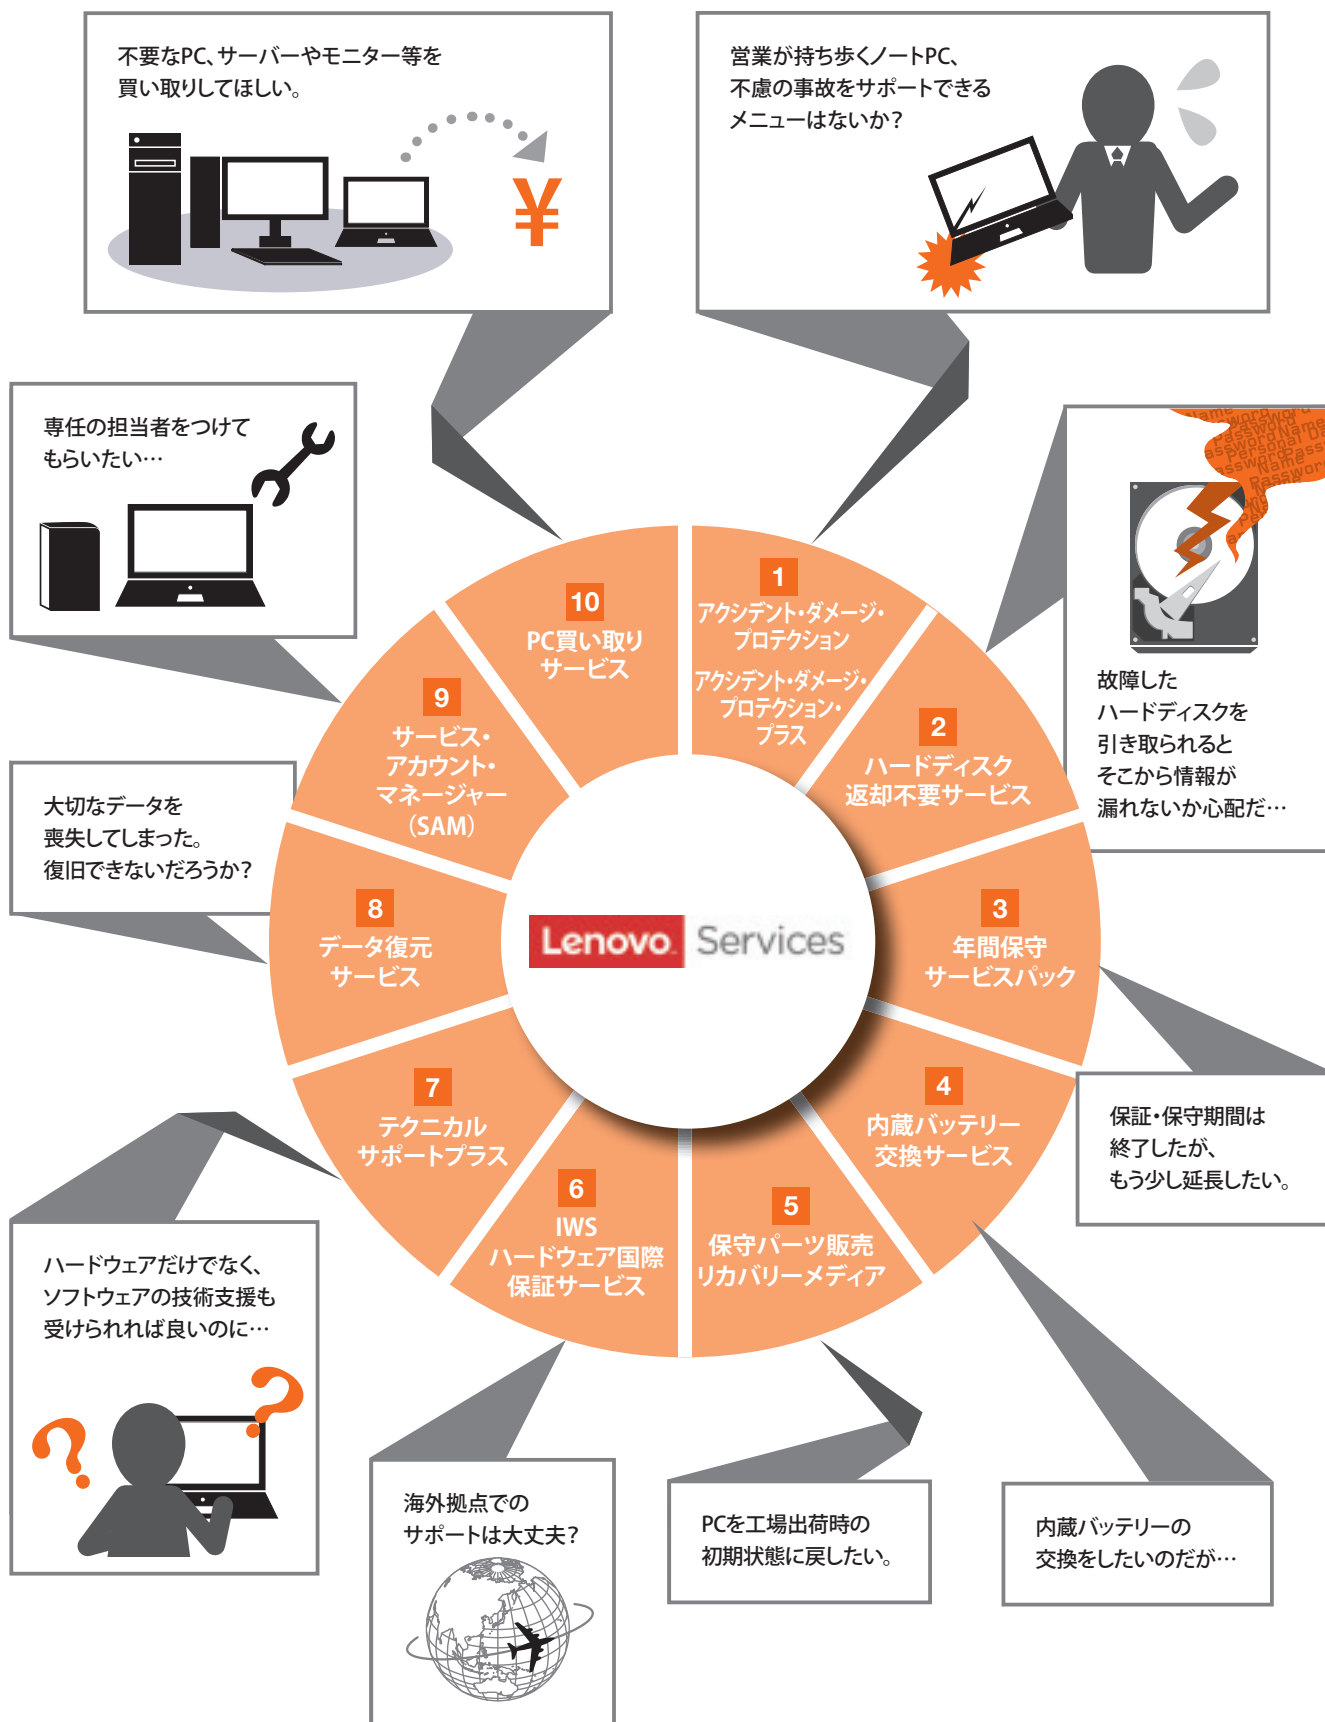 不要なPC、サーバーやモニター等を
買い取りしてほしい。
営業が持ち歩くノートPC、
不慮の事故をサポートできる
メニューはないか？
専任の担当者をつけて
もらいたい…
故障した
ハードディスクを
引き取られると
そこから情報が
漏れないか心配だ…
1
アクシデント・ダメージ・
プロテクション
アクシデント・ダメージ・
プロテクション・
プラス
2
ハードディスク
返却不要サービス
3
年間保守
サービスパック
4
内蔵バッテリー
交換サービス
5
保守パーツ販売
リカバリーメディア
6
IWS
ハードウェア国際
保証サービス
7
テクニカル
サポートプラス
8
データ復元
サービス
9
サービス・
アカウント・
マネージャー
（SAM）
10
PC買い取り
サービス
Lenovo. Services
大切なデータを
喪失してしまった。
復旧できないだろうか？
保証・保守期間は
終了したが、
もう少し延長したい。
ハードウェアだけでなく、
ソフトウェアの技術支援も
受けられれば良いのに…
海外拠点での
サポートは大丈夫？
PCを工場出荷時の
初期状態に戻したい。
内蔵バッテリーの
交換をしたいのだが…